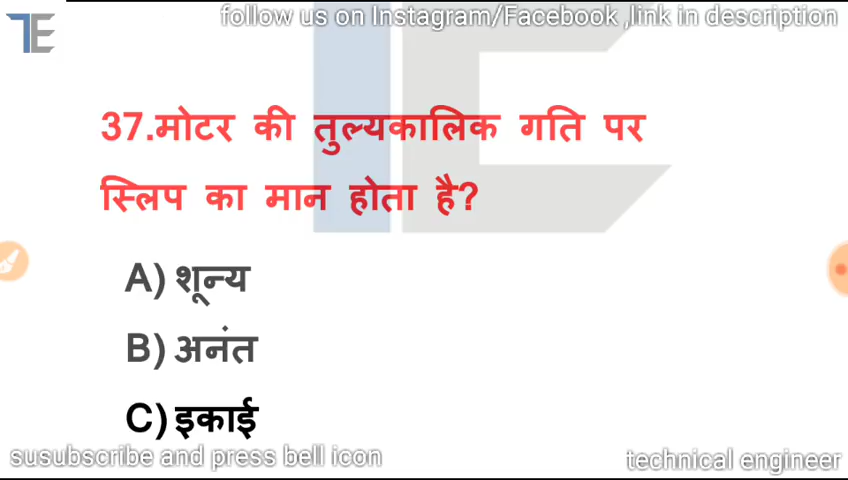 follow us on Instagram/Facebook ,link in description
TE
37.मोटर की तुल्यकालिक गति पर
स्लिप का मान होता है?
A) शून्य
B) अनंत
C) इकाई
susubscribe and press bell icon
technical engineer